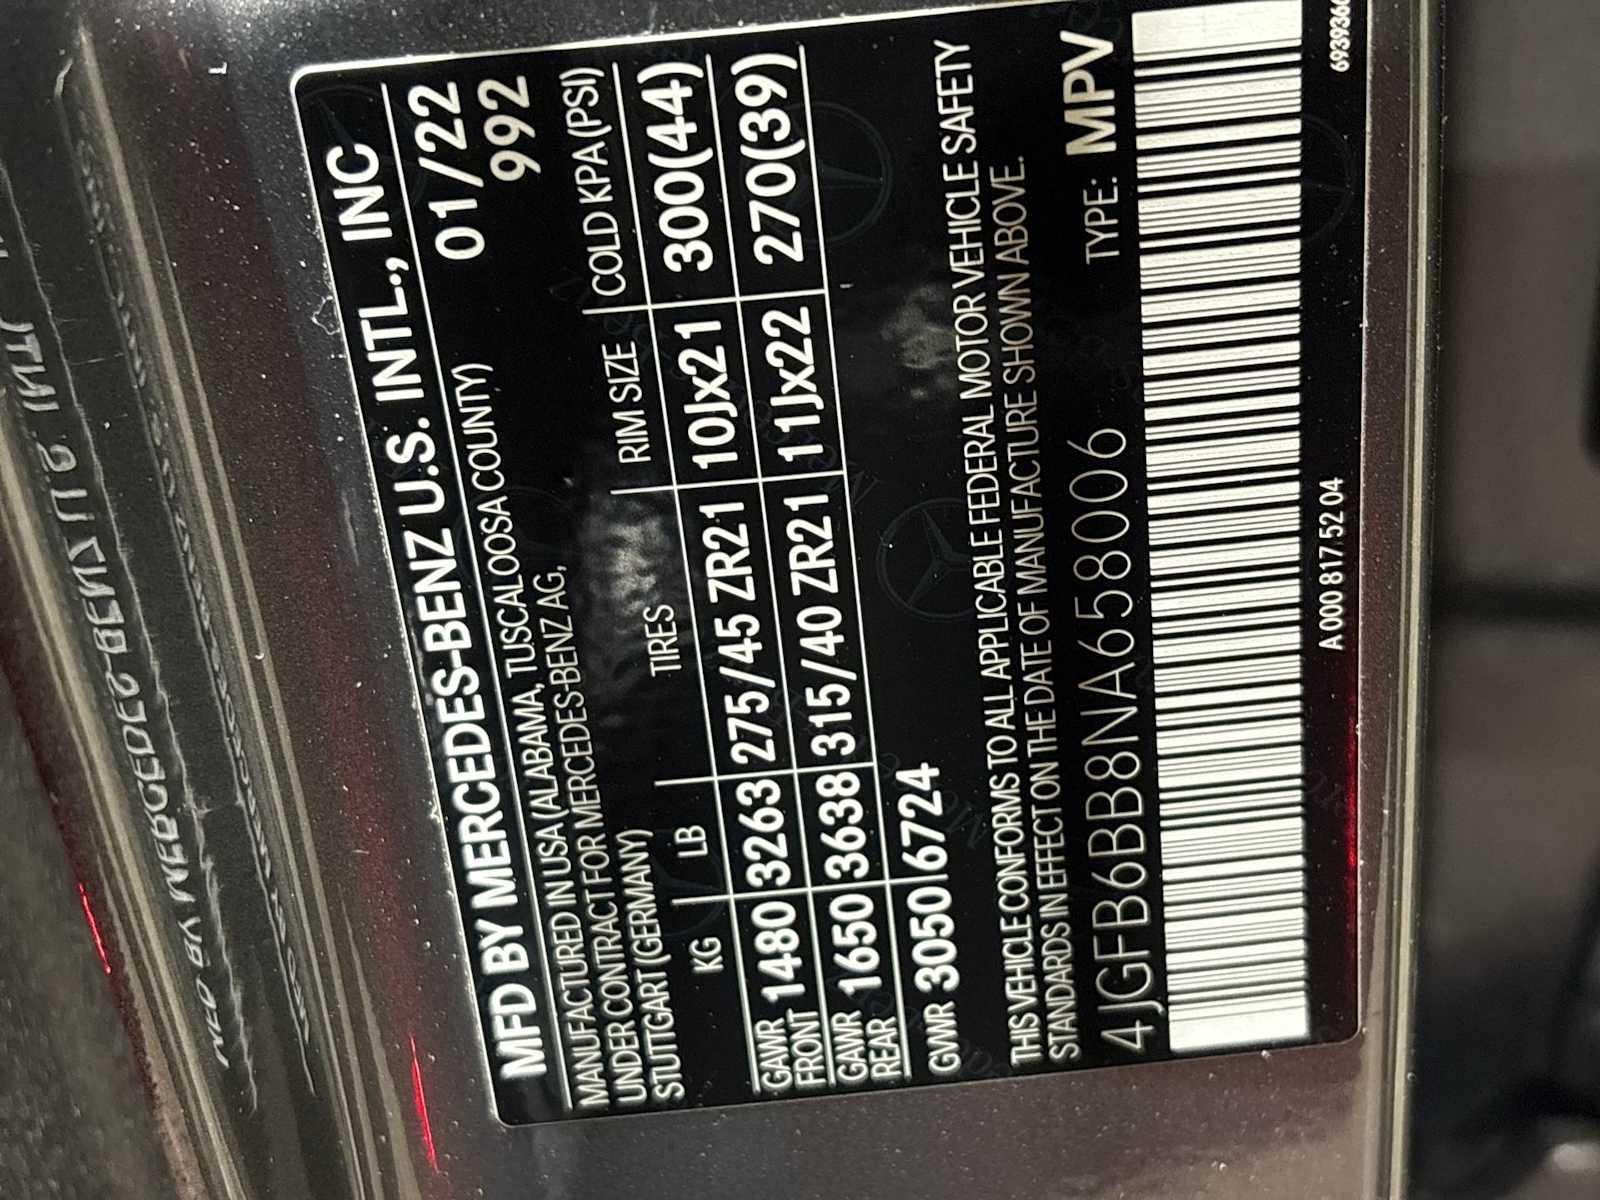 MFD BY MERCEDES-BENZ U.S. INTL., INC
MANUFACTURED IN USA (ALABAMA, TUSCALOOSA COUNTY) 01/22
UNDER CONTRACT FOR MERCEDES-BENZ AG, 992
STUTTGART (GERMANY)
KG LB TIRES RIM SIZE COLD KPA (PSI)
GAWR FRONT 1480 3263 275/45 ZR21 10Jx21 300(44)
GAWR REAR 1650 3638 315/40 ZR21 11Jx22 270(39)
GVWR 3050 6724
THIS VEHICLE CONFORMS TO ALL APPLICABLE FEDERAL MOTOR VEHICLE SAFETY
STANDARDS IN EFFECT ON THE DATE OF MANUFACTURE SHOWN ABOVE.
4JGFB6BB8NA658006 TYPE: MPV
A 000 817 52 04